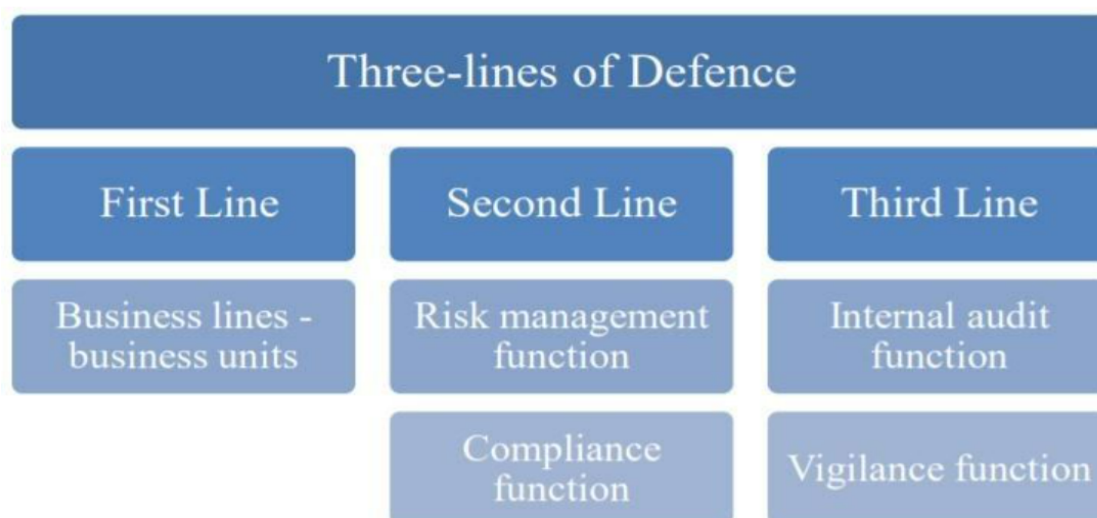 Three-lines of Defence
First Line
Second Line
Third Line
Business lines -
business units
Risk management
function
Internal audit
function
Compliance
function
Vigilance function